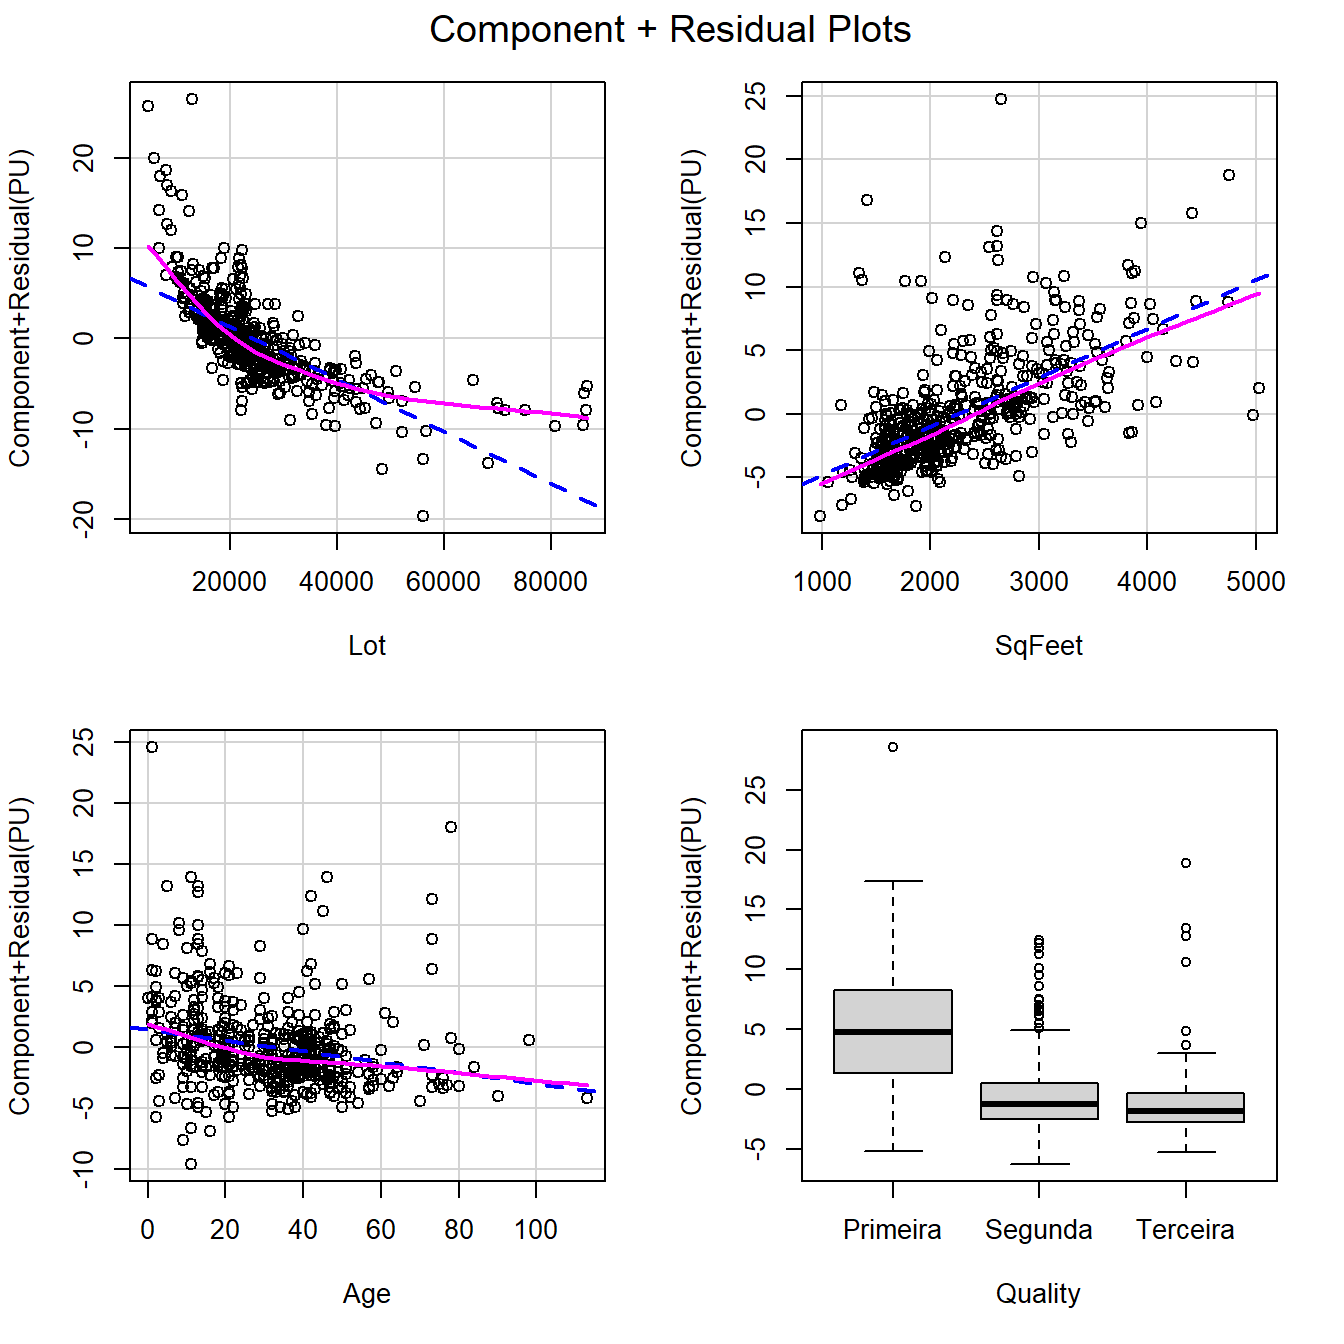 Component + Residual Plots
Component+Residual(PU)
20
10
0
-10
-20
20000 40000 60000 80000
Lot
Component+Residual(PU)
25
20
15
10
5
0
-5
1000 2000 3000 4000 5000
SqFeet
Component+Residual(PU)
25
20
15
10
5
0
-5
-10
0 20 40 60 80 100
Age
Component+Residual(PU)
25
20
15
10
5
0
-5
Primeira Segunda Terceira
Quality